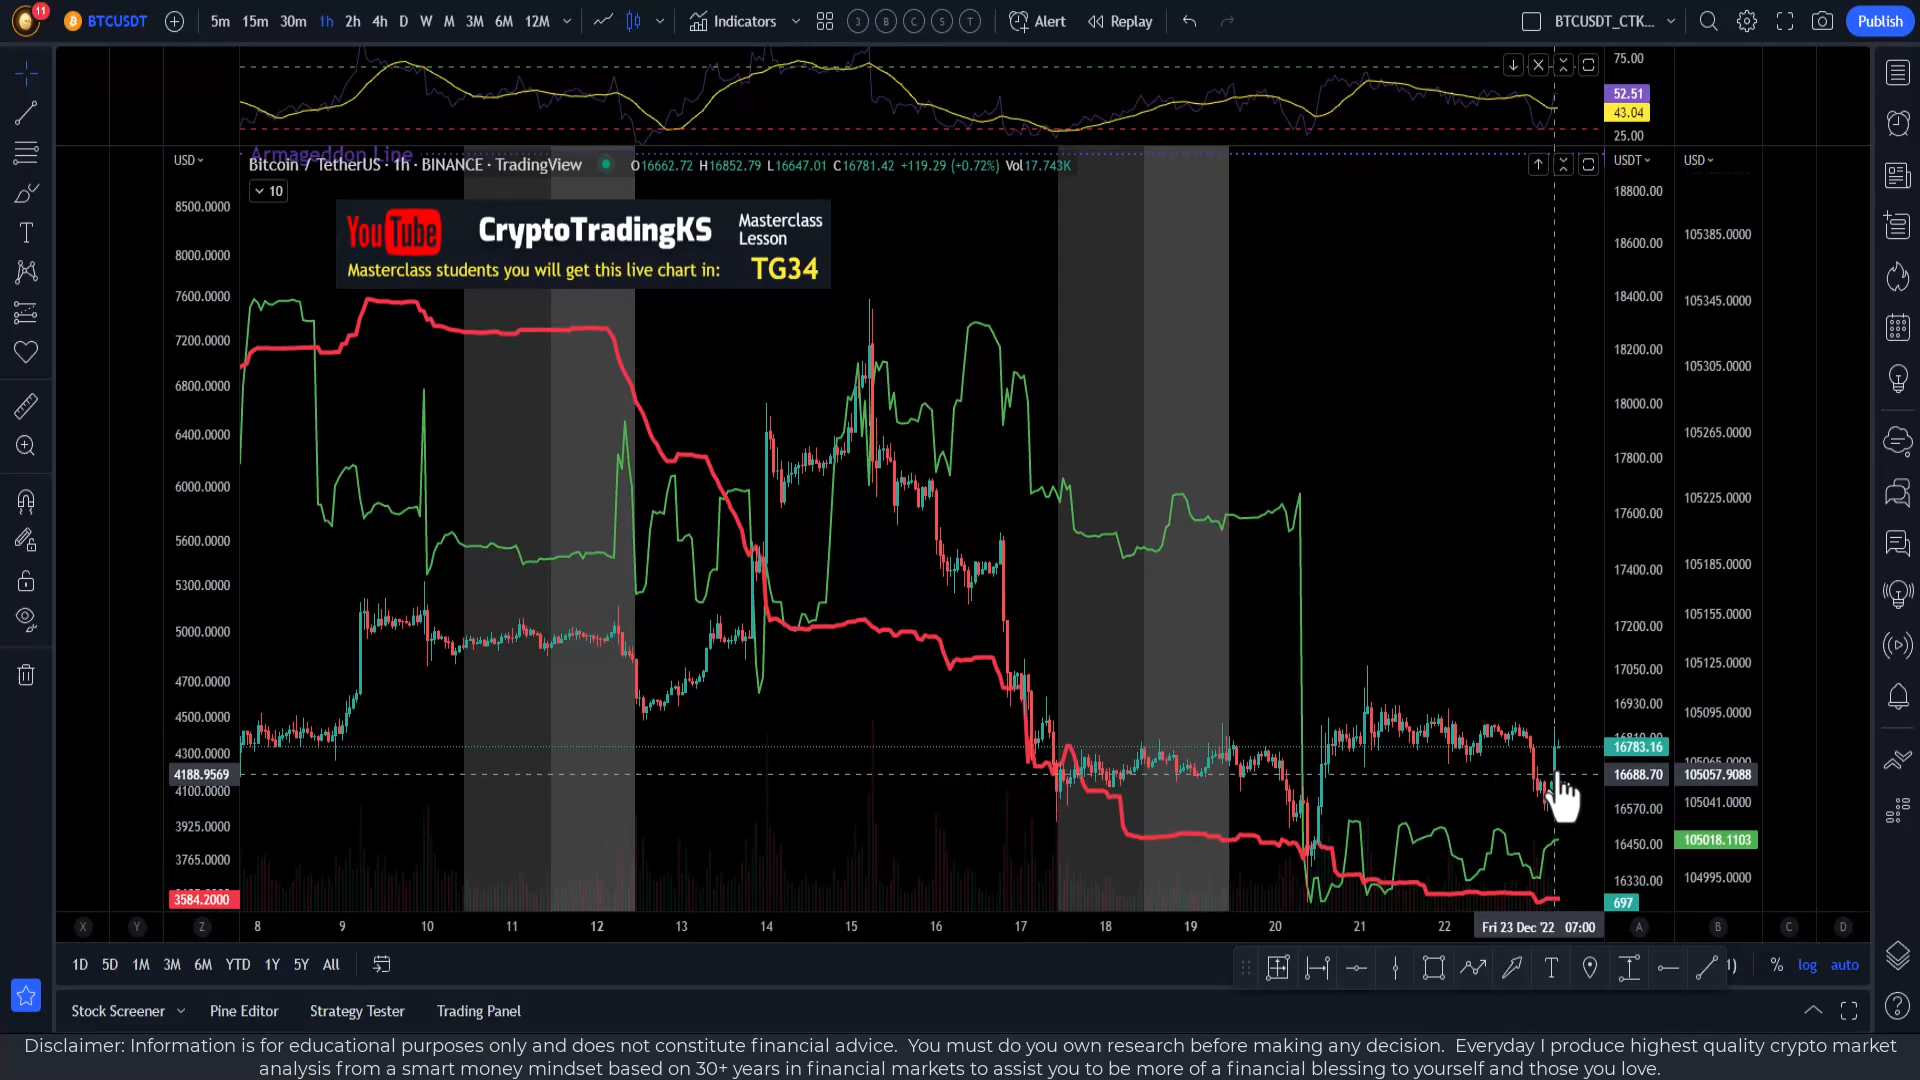 11
BTCUSDT
5m 15m 30m 1h 2h 4h D W M 3M 6M 12M
Indicators
3 B C S T
Alert
Replay
BTCUSDT_CTK...
Publish
75.00
52.51
43.04
25.00
Armageddon Line
USD
Bitcoin / TetherUS · 1h · BINANCE · TradingView
O16662.72 H16852.79 L16647.01 C16781.42 +119.29 (+0.72%) Vol17.743K
USDT
USD
10
YouTube
CryptoTradingKS
Masterclass
Lesson
Masterclass students you will get this live chart in:
TG34
8500.0000
8000.0000
7600.0000
7200.0000
6800.0000
6400.0000
6000.0000
5600.0000
5300.0000
5000.0000
4700.0000
4500.0000
4300.0000
4188.9569
4100.0000
3925.0000
3765.0000
3584.2000
18800.00
18600.00
18400.00
18200.00
18000.00
17800.00
17600.00
17400.00
17200.00
17050.00
16930.00
16783.16
16688.70
16570.00
16450.00
16330.00
697
105385.0000
105345.0000
105305.0000
105265.0000
105225.0000
105185.0000
105155.0000
105125.0000
105095.0000
105057.9088
105041.0000
105018.1103
104995.0000
X Y Z
8 9 10 11 12 13 14 15 16 17 18 19 20 21 22
Fri 23 Dec '22 07:00
A B C D
1D 5D 1M 3M 6M YTD 1Y 5Y All
% log auto
Stock Screener
Pine Editor
Strategy Tester
Trading Panel
Disclaimer: Information is for educational purposes only and does not constitute financial advice. You must do you own research before making any decision. Everyday I produce highest quality crypto market
analysis from a smart money mindset based on 30+ years in financial markets to assist you to be more of a financial blessing to yourself and those you love.